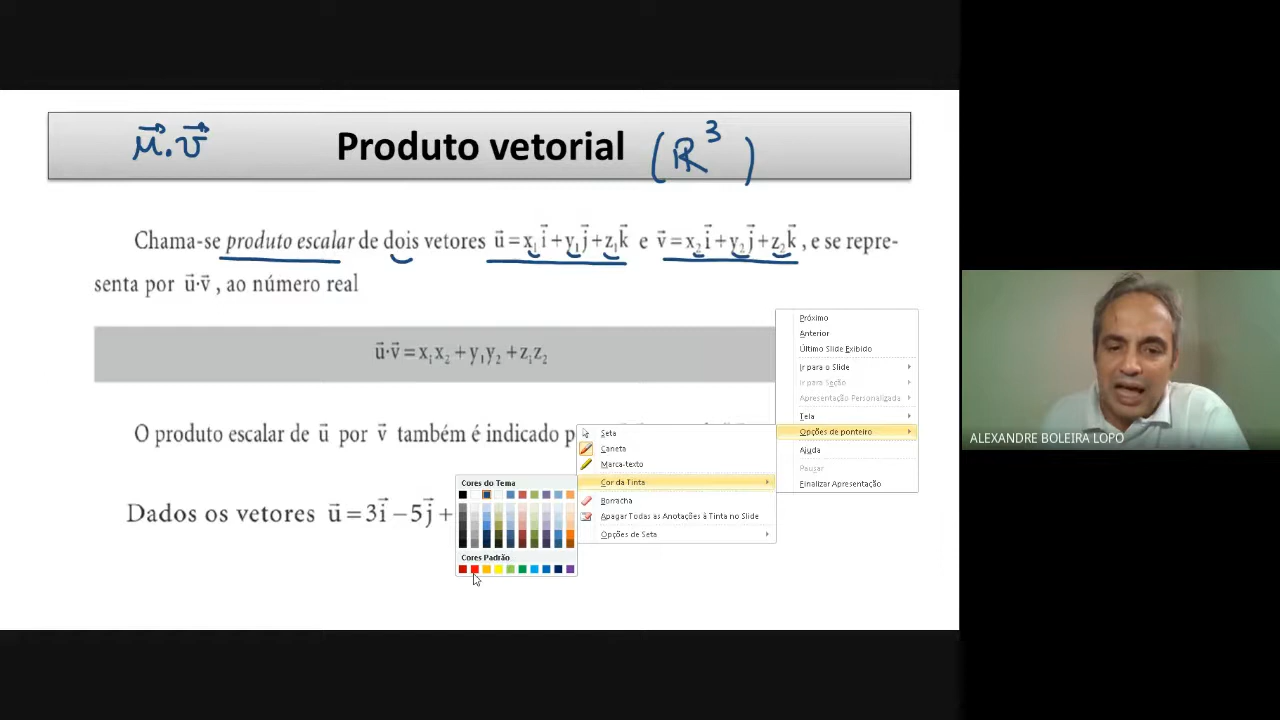 u⃗.v⃗ Produto vetorial (ℝ³)
Chama-se produto escalar de dois vetores u⃗=x₁i⃗+y₁j⃗+z₁k⃗ e v⃗=x₂i⃗+y₂j⃗+z₂k⃗, e se repre-
senta por u⃗·v⃗, ao número real
u⃗·v⃗=x₁x₂+y₁y₂+z₁z₂
O produto escalar de u⃗ por v⃗ também é indicado p
Dados os vetores u⃗=3i⃗−5j⃗+
Próximo
Anterior
Último Slide Exibido
Ir para o Slide
Ir para Seção
Apresentação Personalizada
Tela
Opções de ponteiro
Ajuda
Pausar
Finalizar Apresentação
Seta
Caneta
Marca-texto
Cor da Tinta
Borracha
Apagar Todas as Anotações à Tinta no Slide
Opções de Seta
Cores do Tema
Cores Padrão
ALEXANDRE BOLEIRA LOPO